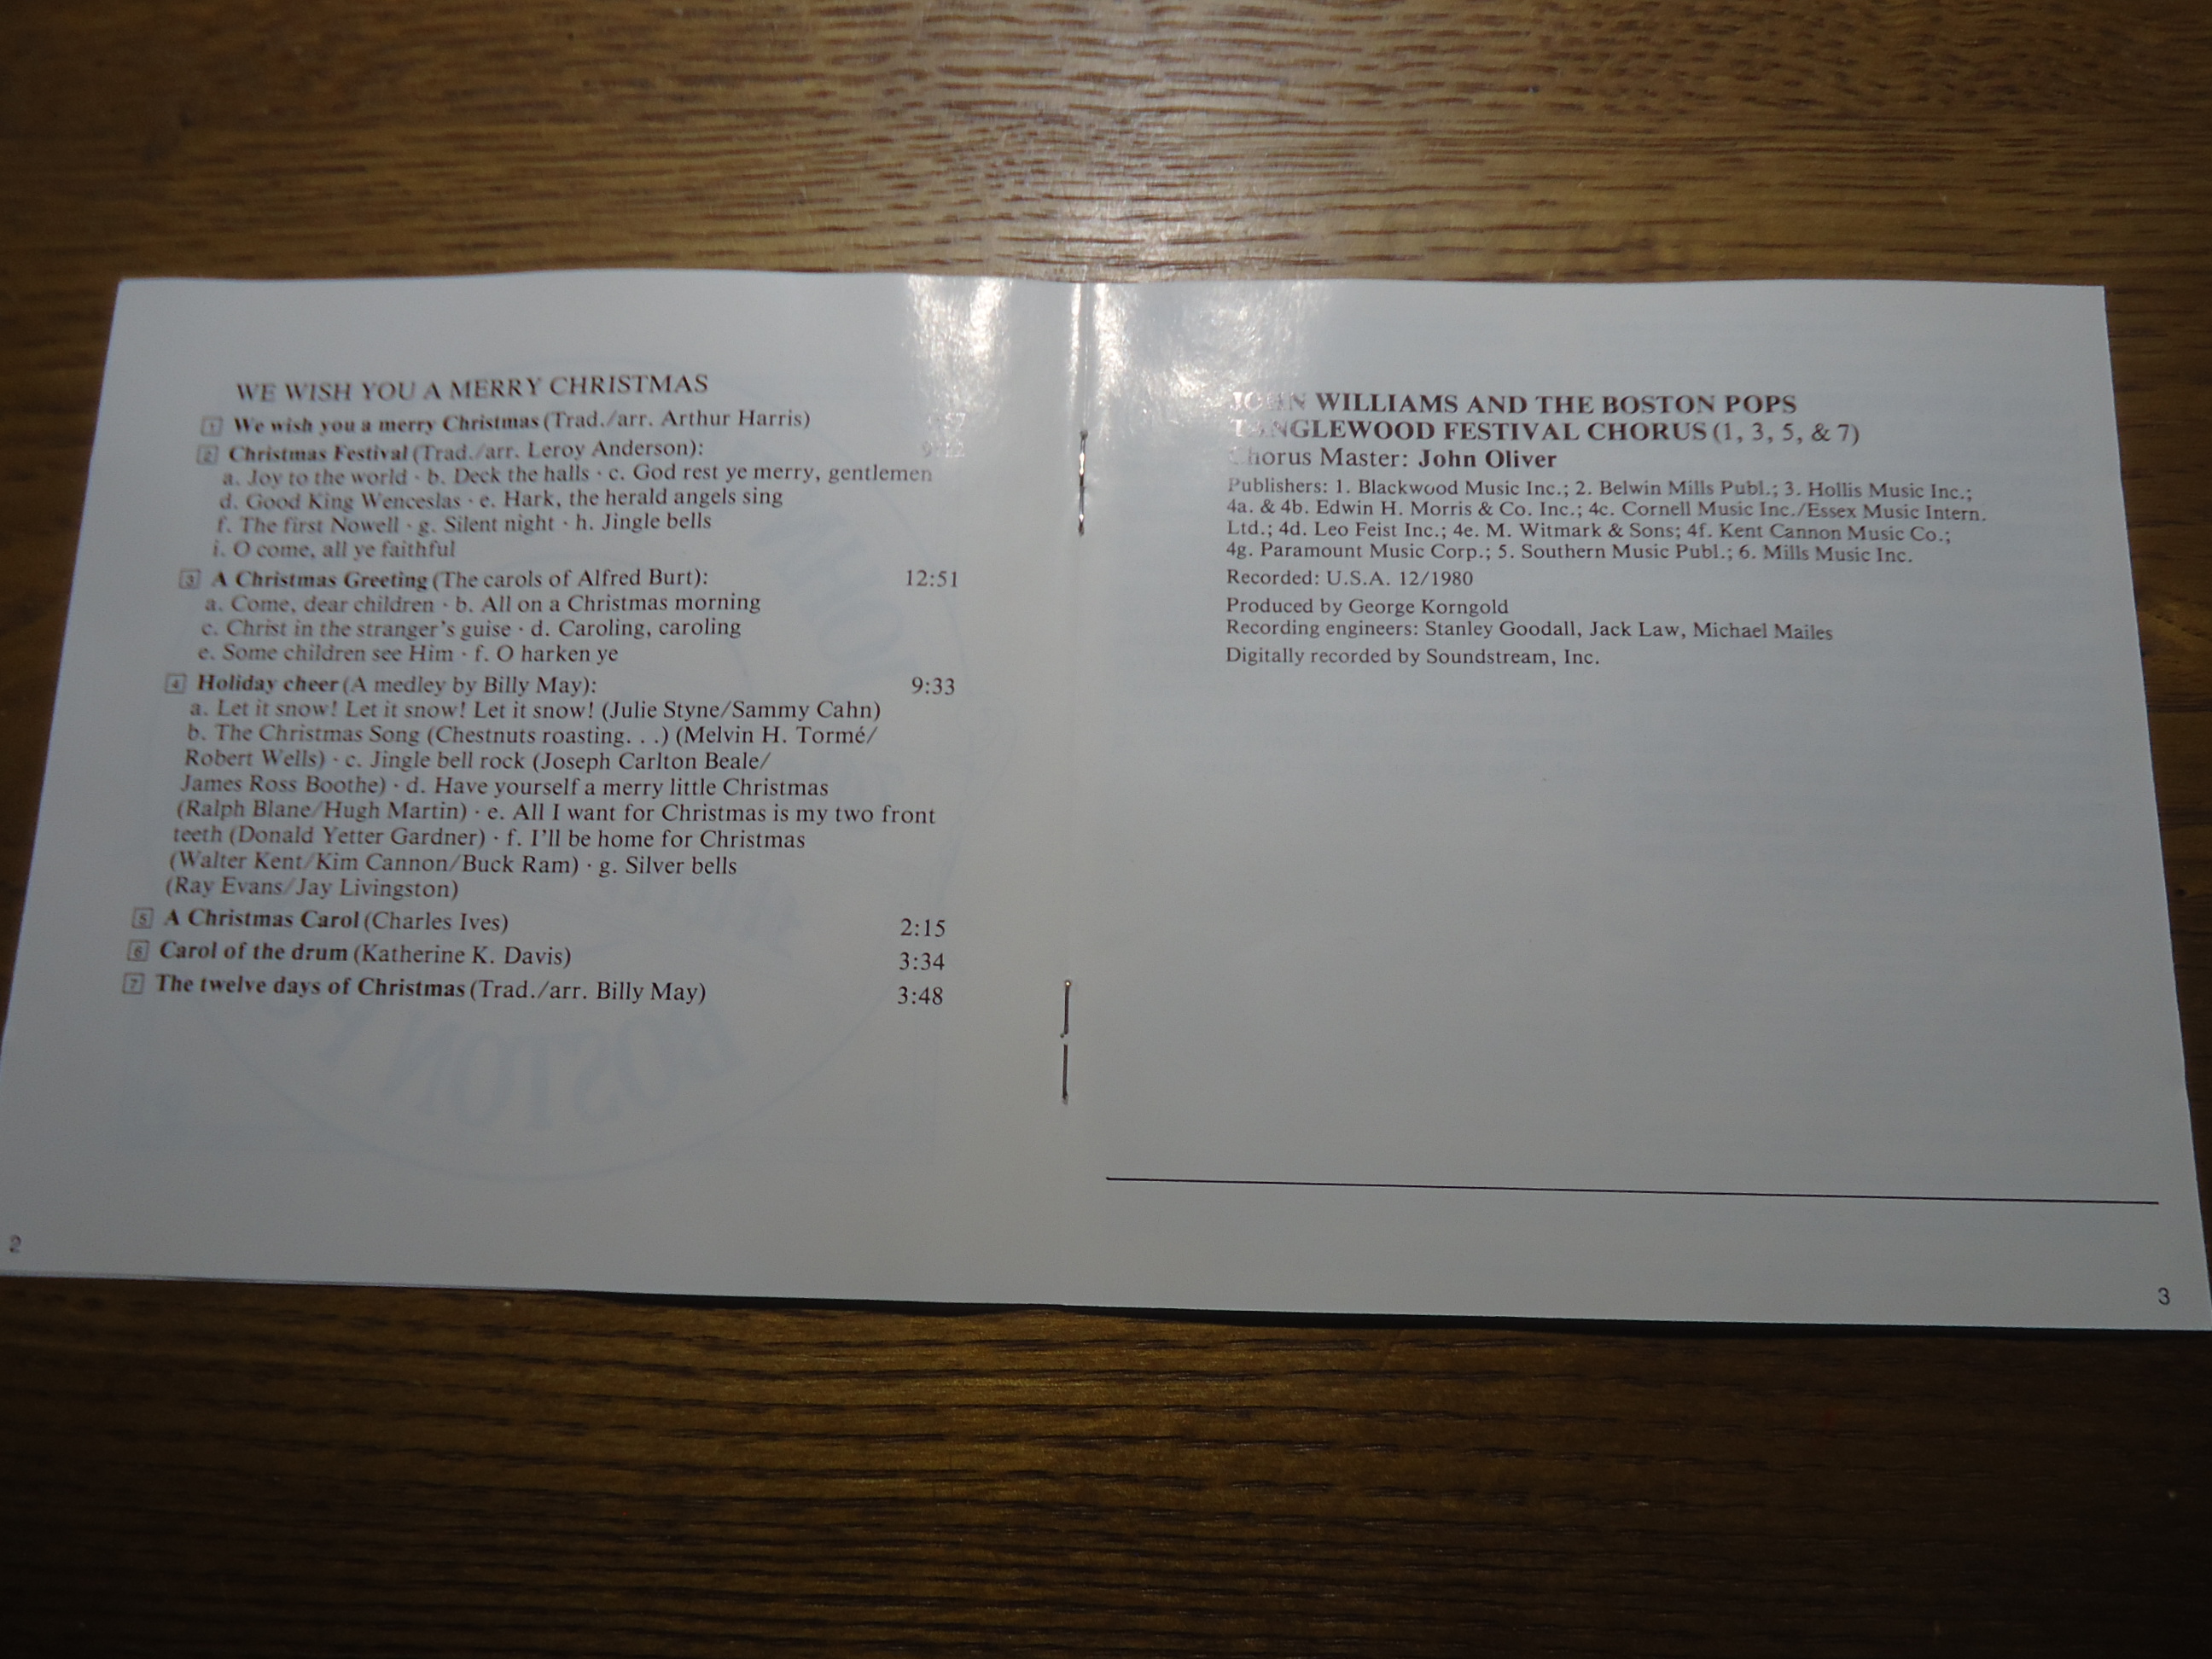 WE WISH YOU A MERRY CHRISTMAS
1 We wish you a merry Christmas (Trad./arr. Arthur Harris)
2 Christmas Festival (Trad./arr. Leroy Anderson): 9:12
a. Joy to the world · b. Deck the halls · c. God rest ye merry, gentlemen
d. Good King Wenceslas · e. Hark, the herald angels sing
f. The first Nowell · g. Silent night · h. Jingle bells
i. O come, all ye faithful
3 A Christmas Greeting (The carols of Alfred Burt): 12:51
a. Come, dear children · b. All on a Christmas morning
c. Christ in the stranger's guise · d. Caroling, caroling
e. Some children see Him · f. O harken ye
4 Holiday cheer (A medley by Billy May): 9:33
a. Let it snow! Let it snow! Let it snow! (Julie Styne/Sammy Cahn)
b. The Christmas Song (Chestnuts roasting. . .) (Melvin H. Tormé/
Robert Wells) · c. Jingle bell rock (Joseph Carlton Beale/
James Ross Boothe) · d. Have yourself a merry little Christmas
(Ralph Blane/Hugh Martin) · e. All I want for Christmas is my two front
teeth (Donald Yetter Gardner) · f. I'll be home for Christmas
(Walter Kent/Kim Cannon/Buck Ram) · g. Silver bells
(Ray Evans/Jay Livingston)
5 A Christmas Carol (Charles Ives) 2:15
6 Carol of the drum (Katherine K. Davis) 3:34
7 The twelve days of Christmas (Trad./arr. Billy May) 3:48
2
JOHN WILLIAMS AND THE BOSTON POPS
TANGLEWOOD FESTIVAL CHORUS (1, 3, 5, & 7)
Chorus Master: John Oliver
Publishers: 1. Blackwood Music Inc.; 2. Belwin Mills Publ.; 3. Hollis Music Inc.;
4a. & 4b. Edwin H. Morris & Co. Inc.; 4c. Cornell Music Inc./Essex Music Intern.
Ltd.; 4d. Leo Feist Inc.; 4e. M. Witmark & Sons; 4f. Kent Cannon Music Co.;
4g. Paramount Music Corp.; 5. Southern Music Publ.; 6. Mills Music Inc.
Recorded: U.S.A. 12/1980
Produced by George Korngold
Recording engineers: Stanley Goodall, Jack Law, Michael Mailes
Digitally recorded by Soundstream, Inc.
3